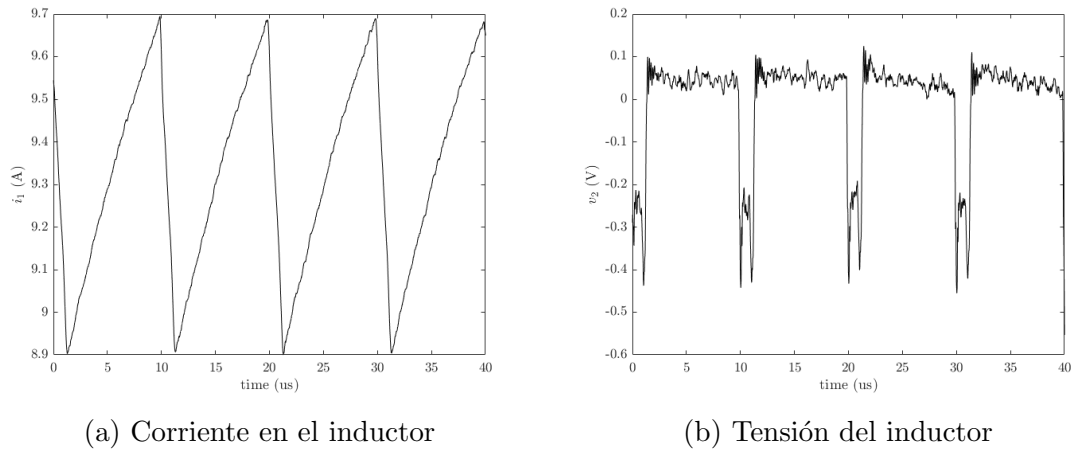 9.7
9.6
9.5
9.4
9.3
9.2
9.1
9
8.9
i₁ (A)
0 5 10 15 20 25 30 35 40
time (us)
(a) Corriente en el inductor
0.2
0.1
0
-0.1
-0.2
-0.3
-0.4
-0.5
-0.6
v₂ (V)
0 5 10 15 20 25 30 35 40
time (us)
(b) Tensión del inductor